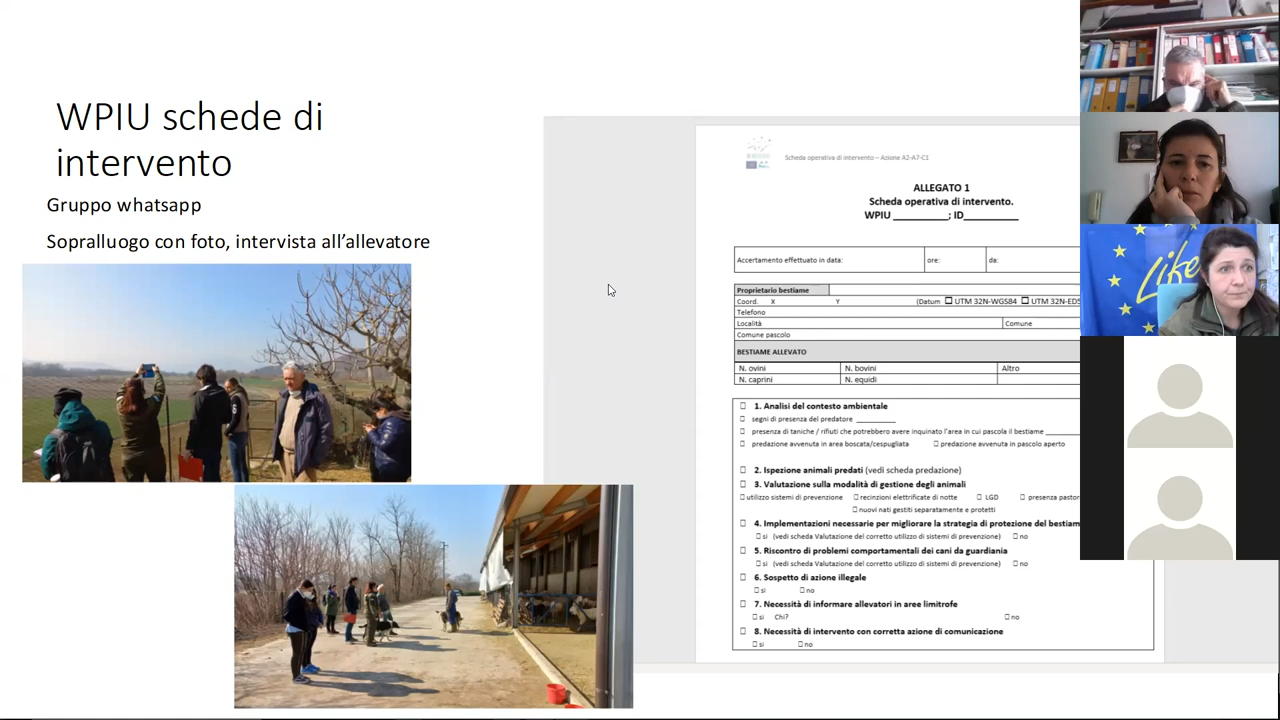 WPIU schede di
intervento
Gruppo whatsapp
Sopralluogo con foto, intervista all’allevatore
Scheda operativa di intervento – Azione A2-A7-C1
ALLEGATO 1
Scheda operativa di intervento.
WPIU __________; ID__________
Accertamento effettuato in data: ore: da:
Proprietario bestiame
Coord. X Y (Datum ☐ UTM 32N-WGS84 ☐ UTM 32N-ED5
Telefono
Località Comune
Comune pascolo
BESTIAME ALLEVATO
N. ovini N. bovini Altro
N. caprini N. equidi
☐ 1. Analisi del contesto ambientale
☐ segni di presenza del predatore __________
☐ presenza di taniche / rifiuti che potrebbero avere inquinato l'area in cui pascola il bestiame __________
☐ predazione avvenuta in area boscata/cespugliata ☐ predazione avvenuta in pascolo aperto
☐ 2. Ispezione animali predati (vedi scheda predazione)
☐ 3. Valutazione sulla modalità di gestione degli animali
☐ utilizzo sistemi di prevenzione ☐ recinzioni elettrificate di notte ☐ LGD ☐ presenza pastor
☐ nuovi nati gestiti separatamente e protetti
☐ 4. Implementazioni necessarie per migliorare la strategia di protezione del bestiam
☐ si (vedi scheda Valutazione del corretto utilizzo di sistemi di prevenzione) ☐ no
☐ 5. Riscontro di problemi comportamentali dei cani da guardiania
☐ si (vedi scheda Valutazione del corretto utilizzo di sistemi di prevenzione) ☐ no
☐ 6. Sospetto di azione illegale
☐ si ☐ no
☐ 7. Necessità di informare allevatori in aree limitrofe
☐ si Chi? ☐ no
☐ 8. Necessità di intervento con corretta azione di comunicazione
☐ si ☐ no
Life